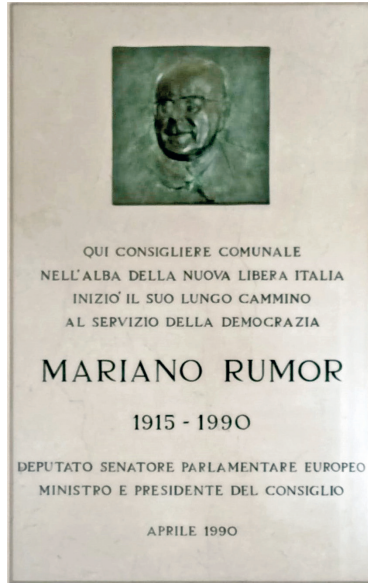 QUI CONSIGLIERE COMUNALE
NELL'ALBA DELLA NUOVA LIBERA ITALIA
INIZIO' IL SUO LUNGO CAMMINO
AL SERVIZIO DELLA DEMOCRAZIA
MARIANO RUMOR
1915 - 1990
DEPUTATO SENATORE PARLAMENTARE EUROPEO
MINISTRO E PRESIDENTE DEL CONSIGLIO
APRILE 1990